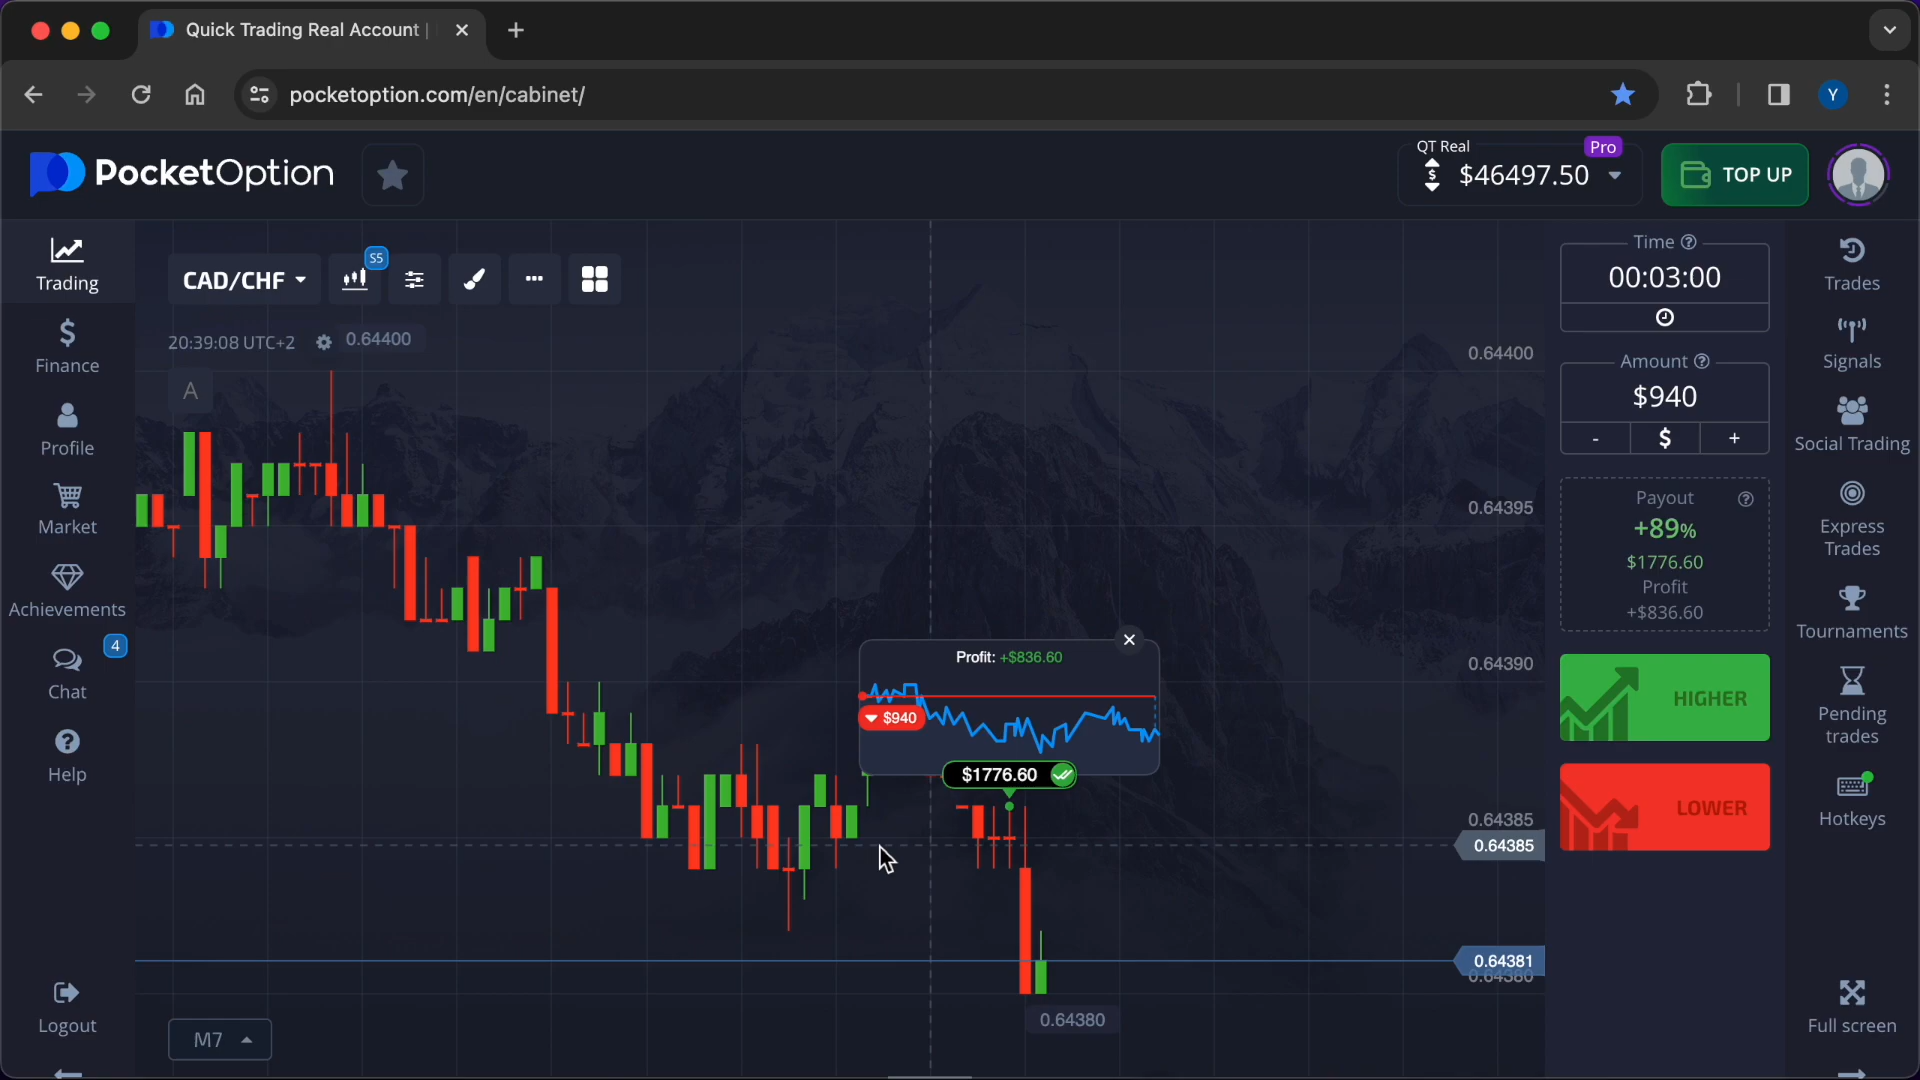 Quick Trading Real Account |
pocketoption.com/en/cabinet/
Y
PocketOption
QT Real
Pro
$
$46497.50
TOP UP
Trading
Finance
Profile
Market
Achievements
4
Chat
Help
Logout
CAD/CHF
S5
20:39:08 UTC+2
0.64400
A
0.64400
0.64395
0.64390
0.64385
0.64385
0.64381
0.64380
0.64380
Profit: +$836.60
$940
$1776.60
M7
Time
00:03:00
Amount
$940
- $ +
Payout
+89%
$1776.60
Profit
+$836.60
HIGHER
LOWER
Trades
Signals
Social Trading
Express
Trades
Tournaments
Pending
trades
Hotkeys
Full screen